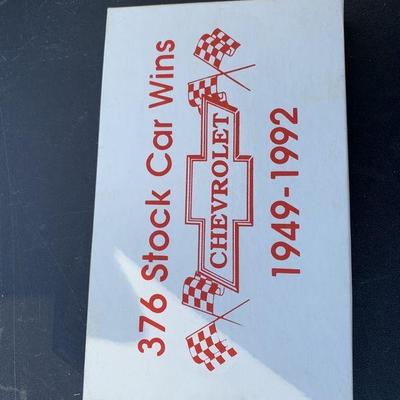 376 Stock Car Wins
CHEVROLET
1949-1992